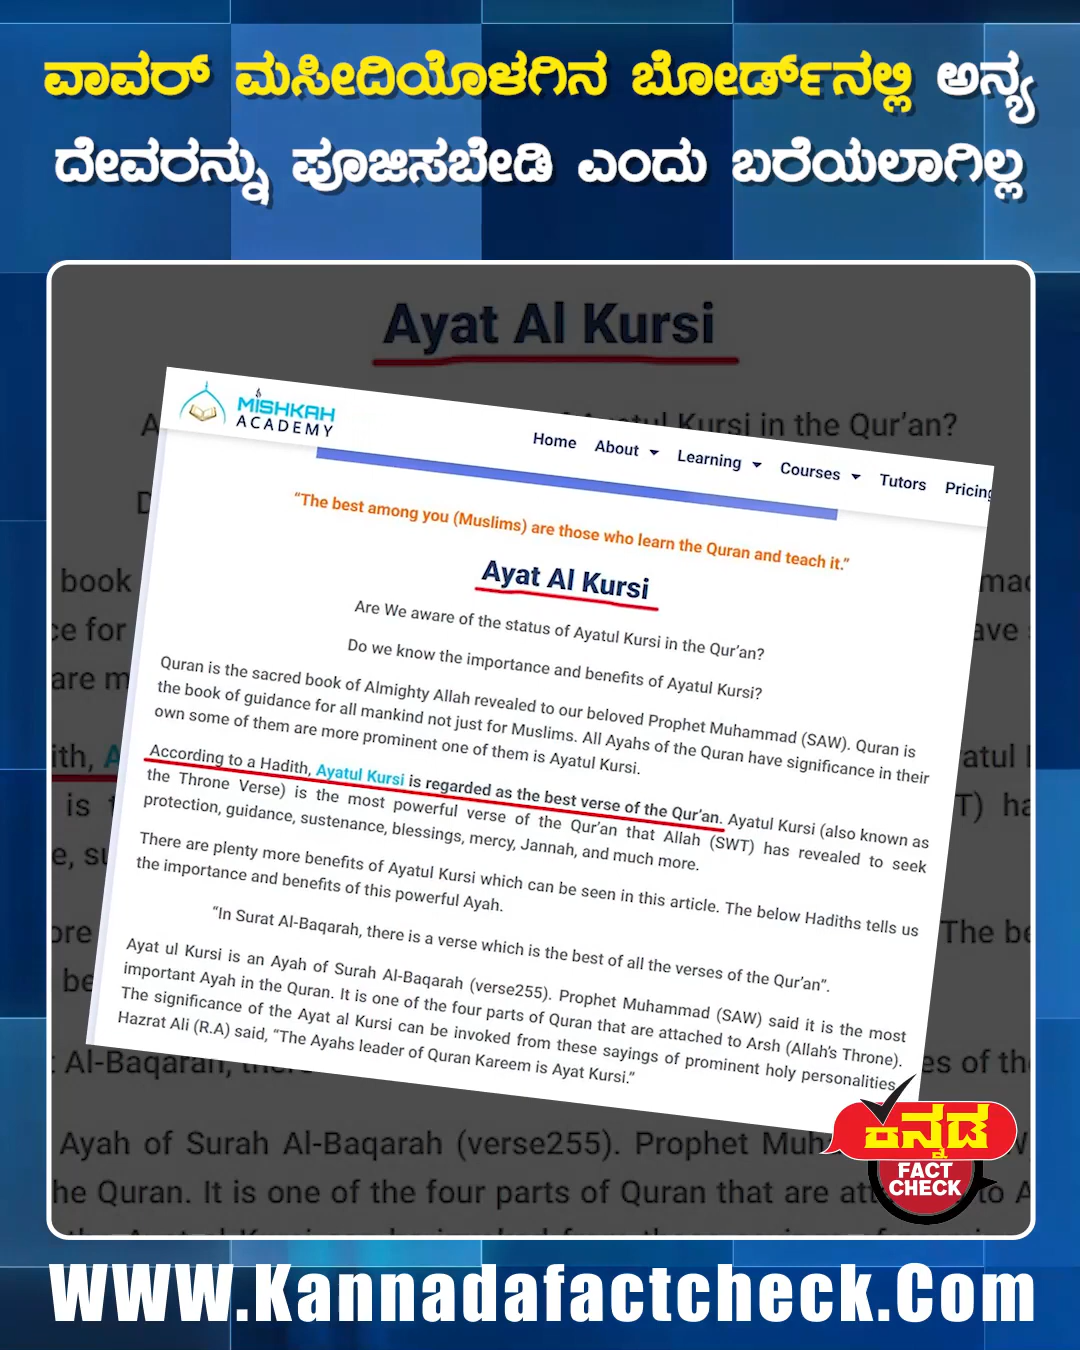 ವಾವರ್ ಮಸೀದಿಯೊಳಗಿನ ಬೋರ್ಡ್‌ನಲ್ಲಿ ಅನ್ಯ
ದೇವರನ್ನು ಪೂಜಿಸಬೇಡಿ ಎಂದು ಬರೆಯಲಾಗಿಲ್ಲ
Ayat Al Kursi
MISHKAH
ACADEMY
Home About Learning Courses Tutors Pricing
“The best among you (Muslims) are those who learn the Quran and teach it.”
Ayat Al Kursi
Are We aware of the status of Ayatul Kursi in the Qur’an?
Do we know the importance and benefits of Ayatul Kursi?
Quran is the sacred book of Almighty Allah revealed to our beloved Prophet Muhammad (SAW). Quran is
the book of guidance for all mankind not just for Muslims. All Ayahs of the Quran have significance in their
own some of them are more prominent one of them is Ayatul Kursi.
According to a Hadith, Ayatul Kursi is regarded as the best verse of the Qur’an. Ayatul Kursi (also known as
the Throne Verse) is the most powerful verse of the Qur’an that Allah (SWT) has revealed to seek
protection, guidance, sustenance, blessings, mercy, Jannah, and much more.
There are plenty more benefits of Ayatul Kursi which can be seen in this article. The below Hadiths tells us
the importance and benefits of this powerful Ayah.
“In Surat Al-Baqarah, there is a verse which is the best of all the verses of the Qur’an”.
Ayat ul Kursi is an Ayah of Surah Al-Baqarah (verse255). Prophet Muhammad (SAW) said it is the most
important Ayah in the Quran. It is one of the four parts of Quran that are attached to Arsh (Allah’s Throne).
The significance of the Ayat al Kursi can be invoked from these sayings of prominent holy personalities.
Hazrat Ali (R.A) said, “The Ayahs leader of Quran Kareem is Ayat Kursi.”
Ayah of Surah Al-Baqarah (verse255). Prophet
he Quran. It is one of the four parts of Quran that are
ಕನ್ನಡ
FACT
CHECK
WWW.Kannadafactcheck.Com